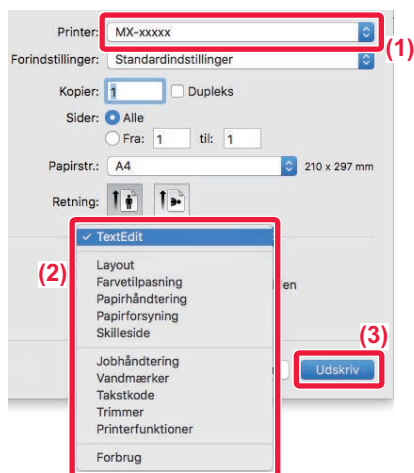 Printer: MX-xxxxx
(1)
Forindstillinger: Standardindstillinger
Kopier: 1 Dupleks
Sider: Alle
Fra: 1 til: 1
Papirstr.: A4 210 x 297 mm
Retning:
✓ TextEdit
(2)
Layout
Farvetilpasning en
Papirhåndtering
Papirforsyning
Skilleside
(3)
Jobhåndtering
Vandmærker Udskriv
Takstkode
Trimmer
Printerfunktioner
Forbrug